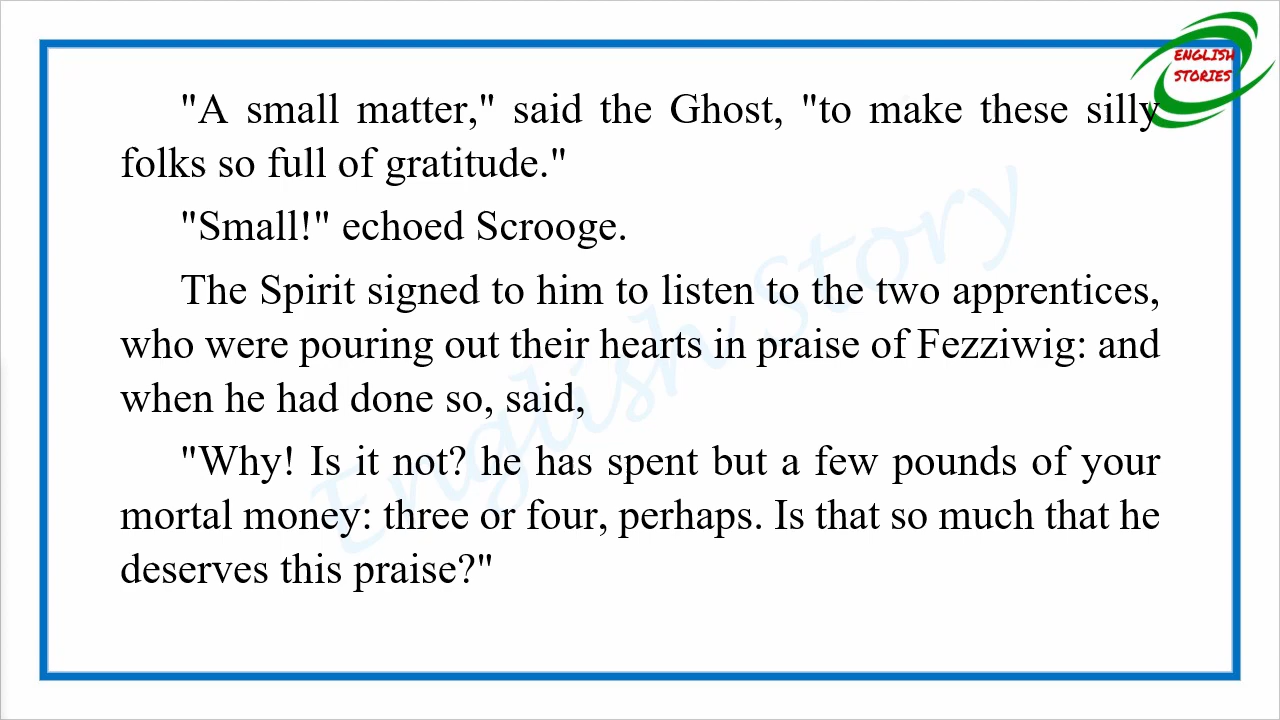 ENGLISH
STORIES
"A small matter," said the Ghost, "to make these silly
folks so full of gratitude."
"Small!" echoed Scrooge.
The Spirit signed to him to listen to the two apprentices,
who were pouring out their hearts in praise of Fezziwig: and
when he had done so, said,
"Why! Is it not? he has spent but a few pounds of your
mortal money: three or four, perhaps. Is that so much that he
deserves this praise?"
English Story